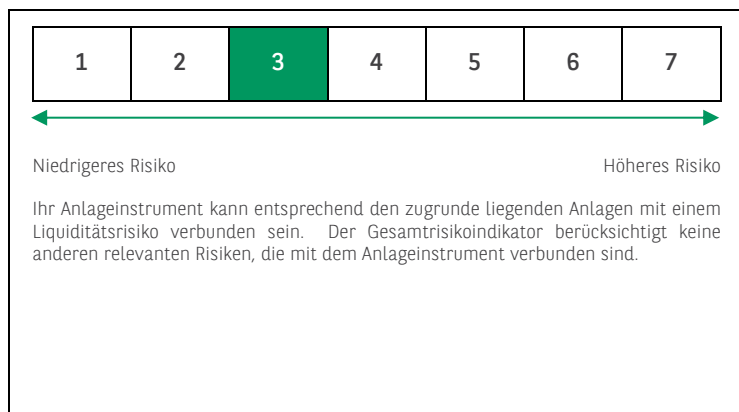 1 2 3 4 5 6 7
Niedrigeres Risiko Höheres Risiko
Ihr Anlageinstrument kann entsprechend den zugrunde liegenden Anlagen mit einem
Liquiditätsrisiko verbunden sein. Der Gesamtrisikoindikator berücksichtigt keine
anderen relevanten Risiken, die mit dem Anlageinstrument verbunden sind.